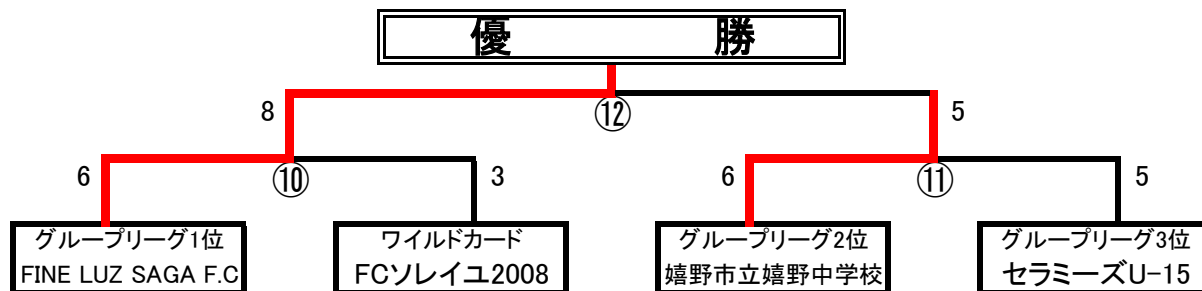 優　勝
8
⑫
5
6
⑩
3
6
⑪
5
グループリーグ1位
FINE LUZ SAGA F.C
ワイルドカード
FCソレイユ2008
グループリーグ2位
嬉野市立嬉野中学校
グループリーグ3位
セラミーズU-15